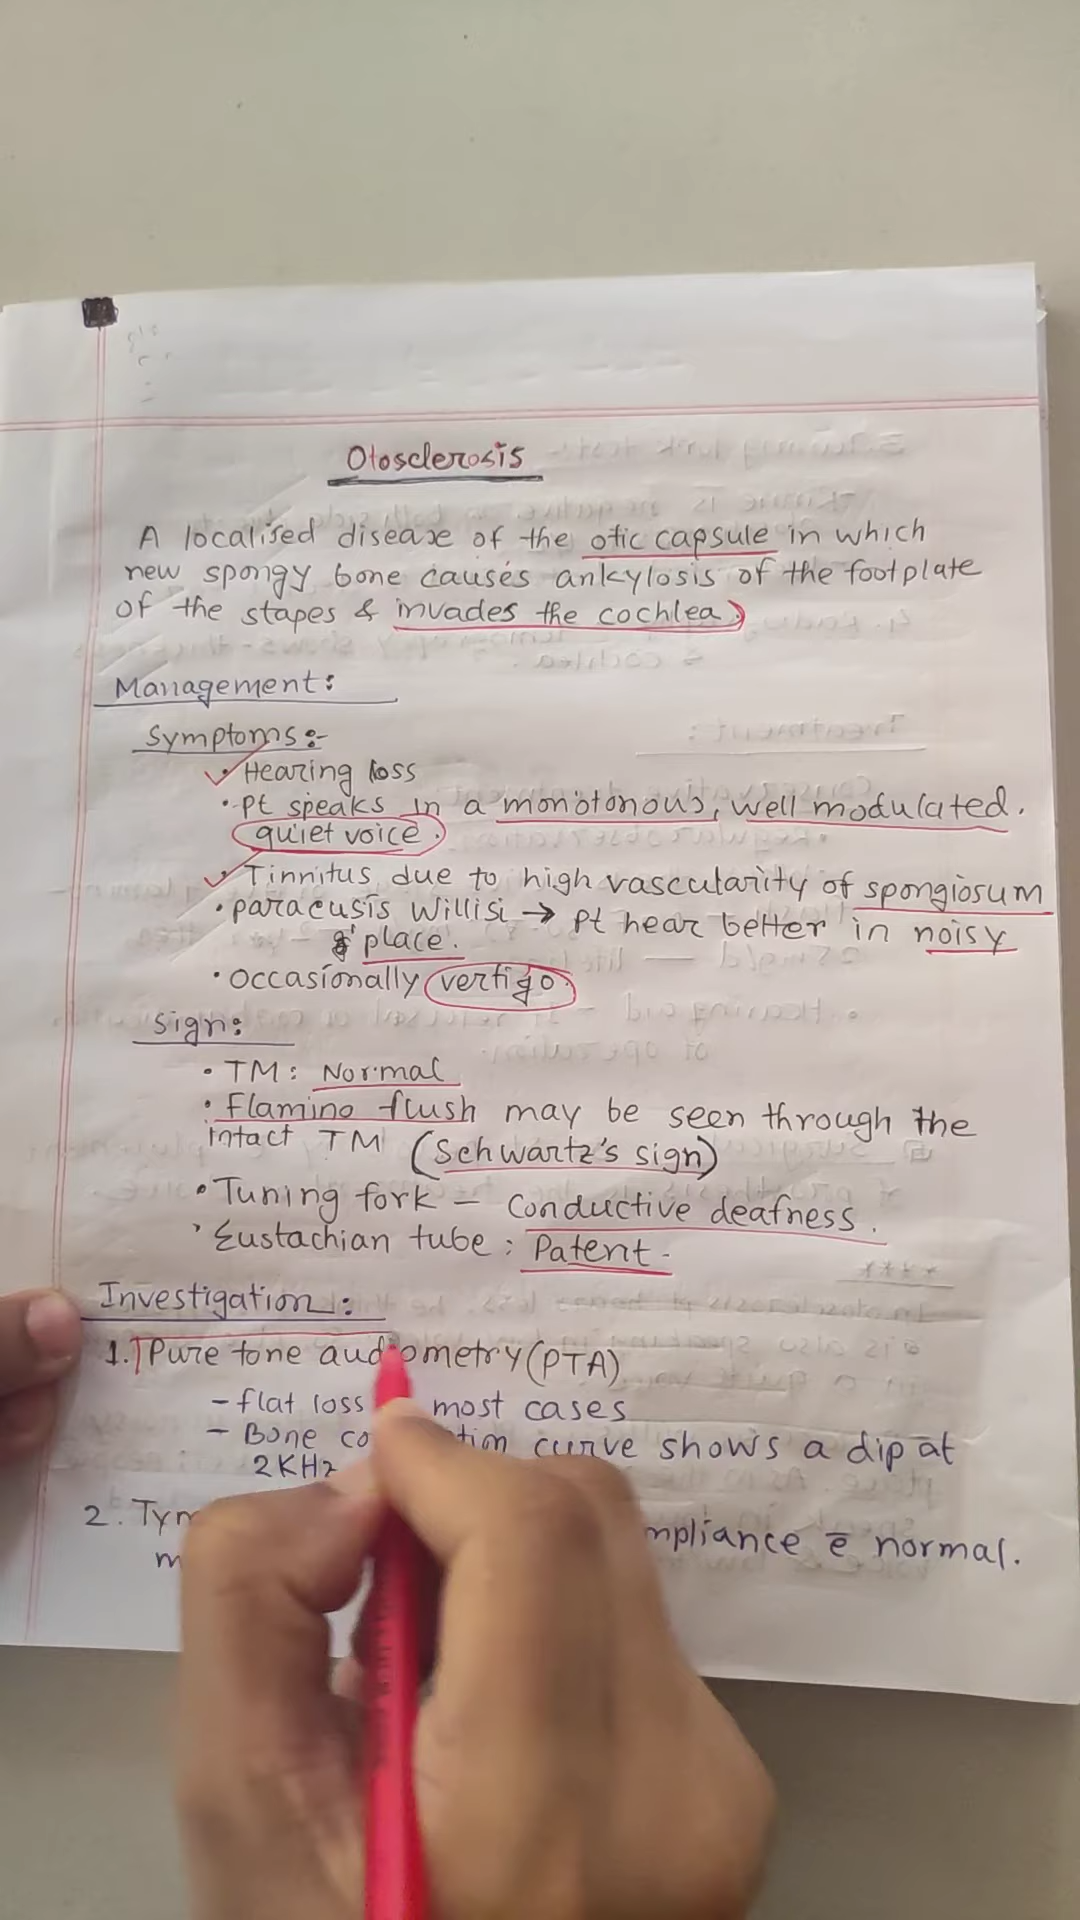 Otosclerosis
A localised disease of the otic capsule in which
new spongy bone causes ankylosis of the footplate
of the stapes & invades the cochlea.
Management:
Symptoms:-
• Hearing loss
• pt speaks in a monotonous, well modulated.
quiet voice.
• Tinnitus due to high vascularity of spongiosum
• paracusis Willisi → pt hear better in noisy
place.
• occasionally vertigo.
Sign:
• TM: Normal
• Flamino flush may be seen through the
intact TM (Schwartz's sign)
• Tuning fork – Conductive deafness.
• Eustachian tube: Patent.
Investigation:
1. Pure tone audiometry (PTA)
- flat loss most cases
- Bone curve shows a dip at
2KHz
2. ē normal.